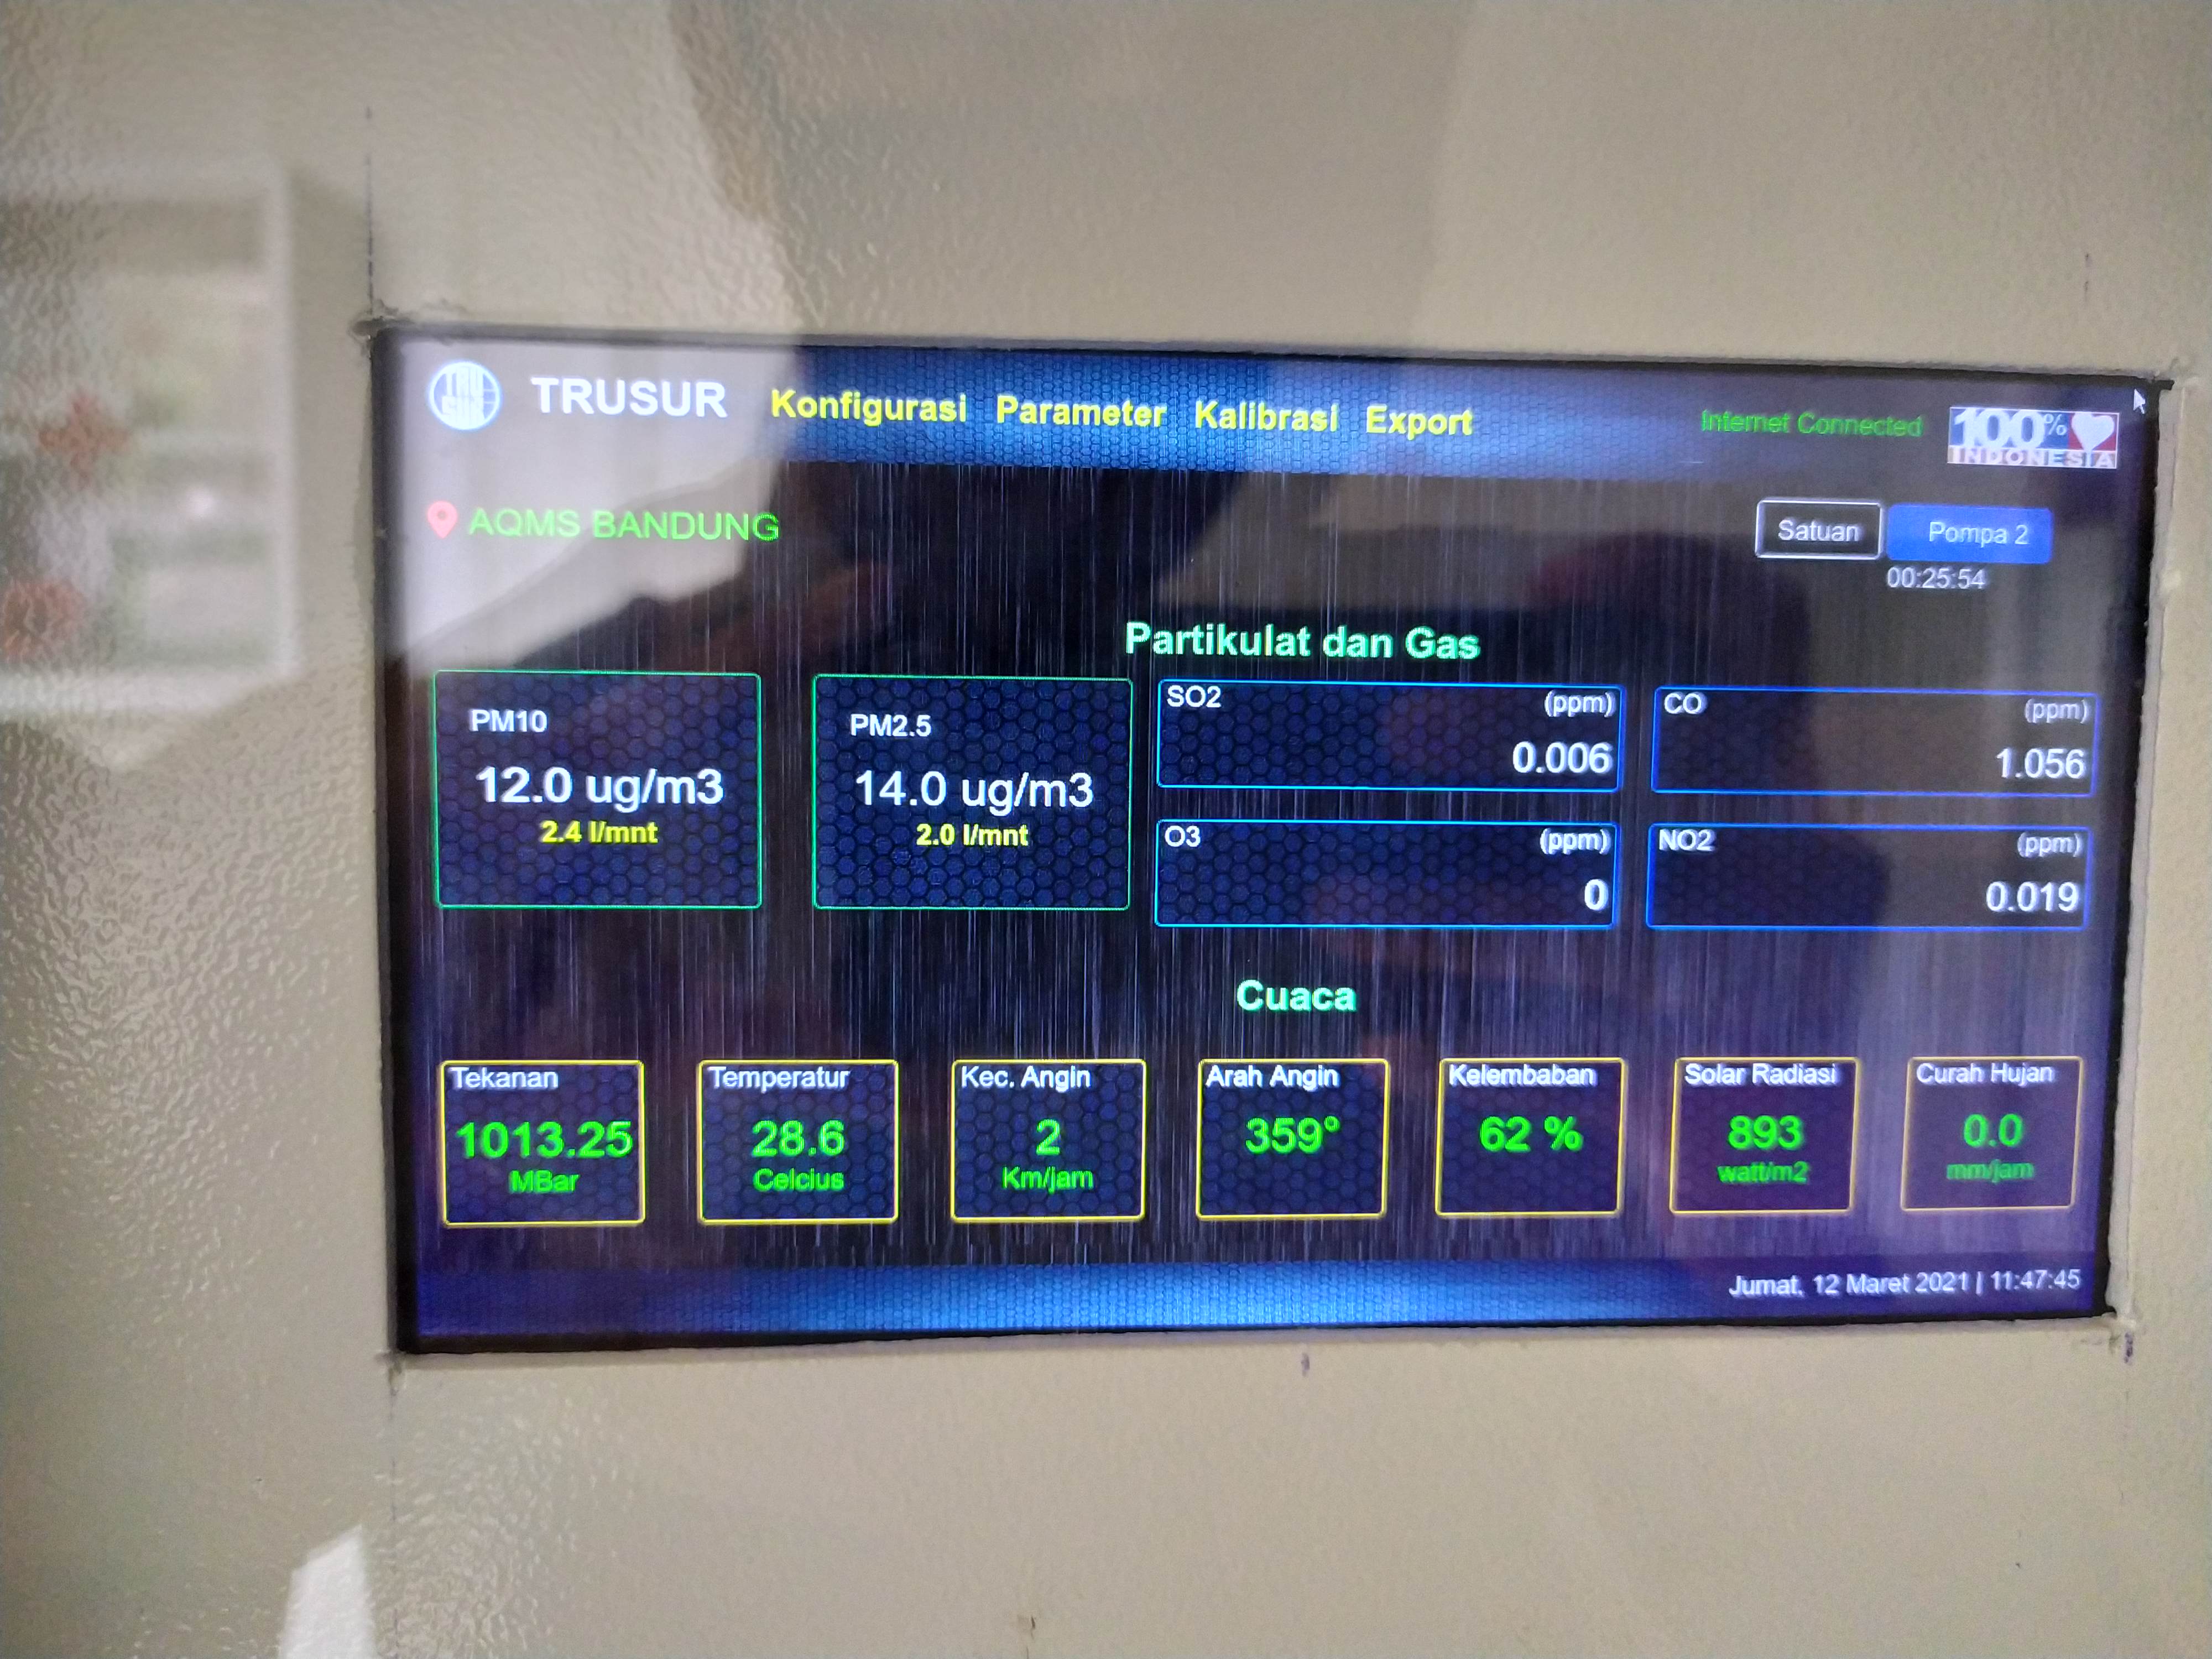 TRUSUR Konfigurasi Parameter Kalibrasi Export Internet Connected 100% INDONESIA
AQMS BANDUNG
Satuan Pompa 2
00:25:54
Partikulat dan Gas
PM10
12.0 ug/m3
2.4 l/mnt
PM2.5
14.0 ug/m3
2.0 l/mnt
SO2 (ppm)
0.006
CO (ppm)
1.056
O3 (ppm)
0
NO2 (ppm)
0.019
Cuaca
Tekanan
1013.25
MBar
Temperatur
28.6
Celcius
Kec. Angin
2
Km/jam
Arah Angin
359°
Kelembaban
62 %
Solar Radiasi
893
watt/m2
Curah Hujan
0.0
mm/jam
Jumat, 12 Maret 2021 | 11:47:45